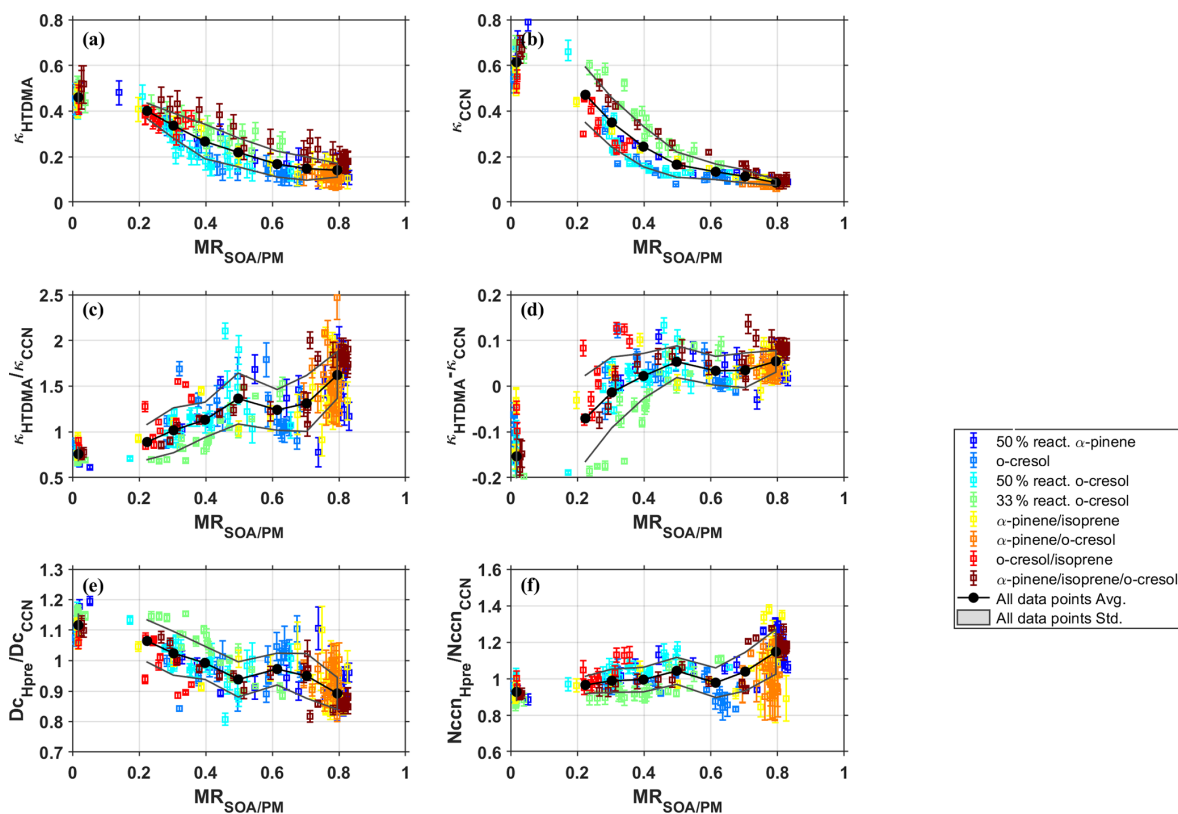 (a)
κHTDMA
0.8
0.6
0.4
0.2
0
0 0.2 0.4 0.6 0.8 1
MRSOA/PM
(b)
κCCN
0.8
0.6
0.4
0.2
0
0 0.2 0.4 0.6 0.8 1
MRSOA/PM
(c)
κHTDMA/κCCN
2.5
2
1.5
1
0.5
0 0.2 0.4 0.6 0.8 1
MRSOA/PM
(d)
κHTDMA-κCCN
0.2
0.1
0
-0.1
-0.2
0 0.2 0.4 0.6 0.8 1
MRSOA/PM
50 % react. α-pinene
o-cresol
50 % react. o-cresol
33 % react. o-cresol
α-pinene/isoprene
α-pinene/o-cresol
o-cresol/isoprene
α-pinene/isoprene/o-cresol
All data points Avg.
All data points Std.
(e)
DcHpre/DcCCN
1.3
1.2
1.1
1
0.9
0.8
0.7
0 0.2 0.4 0.6 0.8 1
MRSOA/PM
(f)
NccnHpre/NccnCCN
1.6
1.4
1.2
1
0.8
0.6
0 0.2 0.4 0.6 0.8 1
MRSOA/PM